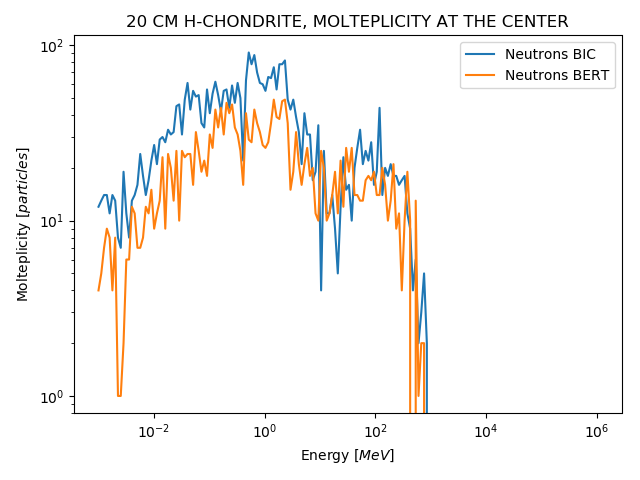 20 CM H-CHONDRITE, MOLTEPLICITY AT THE CENTER
Neutrons BIC
Neutrons BERT
Molteplicity [particles]
10²
10¹
10⁰
10⁻² 10⁰ 10² 10⁴ 10⁶
Energy [MeV]